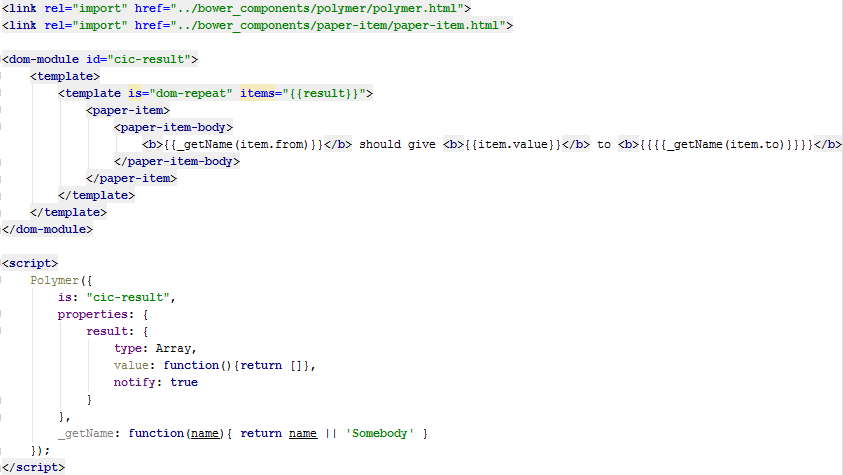 <link rel="import" href="../bower_components/polymer/polymer.html">
<link rel="import" href="../bower_components/paper-item/paper-item.html">

<dom-module id="cic-result">
    <template>
        <template is="dom-repeat" items="{{result}}">
            <paper-item>
                <paper-item-body>
                    <b>{{_getName(item.from)}}</b> should give <b>{{item.value}}</b> to <b>{{{{_getName(item.to)}}}}</b>
                </paper-item-body>
            </paper-item>
        </template>
    </template>
</dom-module>

<script>
    Polymer({
        is: "cic-result",
        properties: {
            result: {
                type: Array,
                value: function(){return []},
                notify: true
            }
        },
        _getName: function(name){ return name || 'Somebody' }
    });
</script>